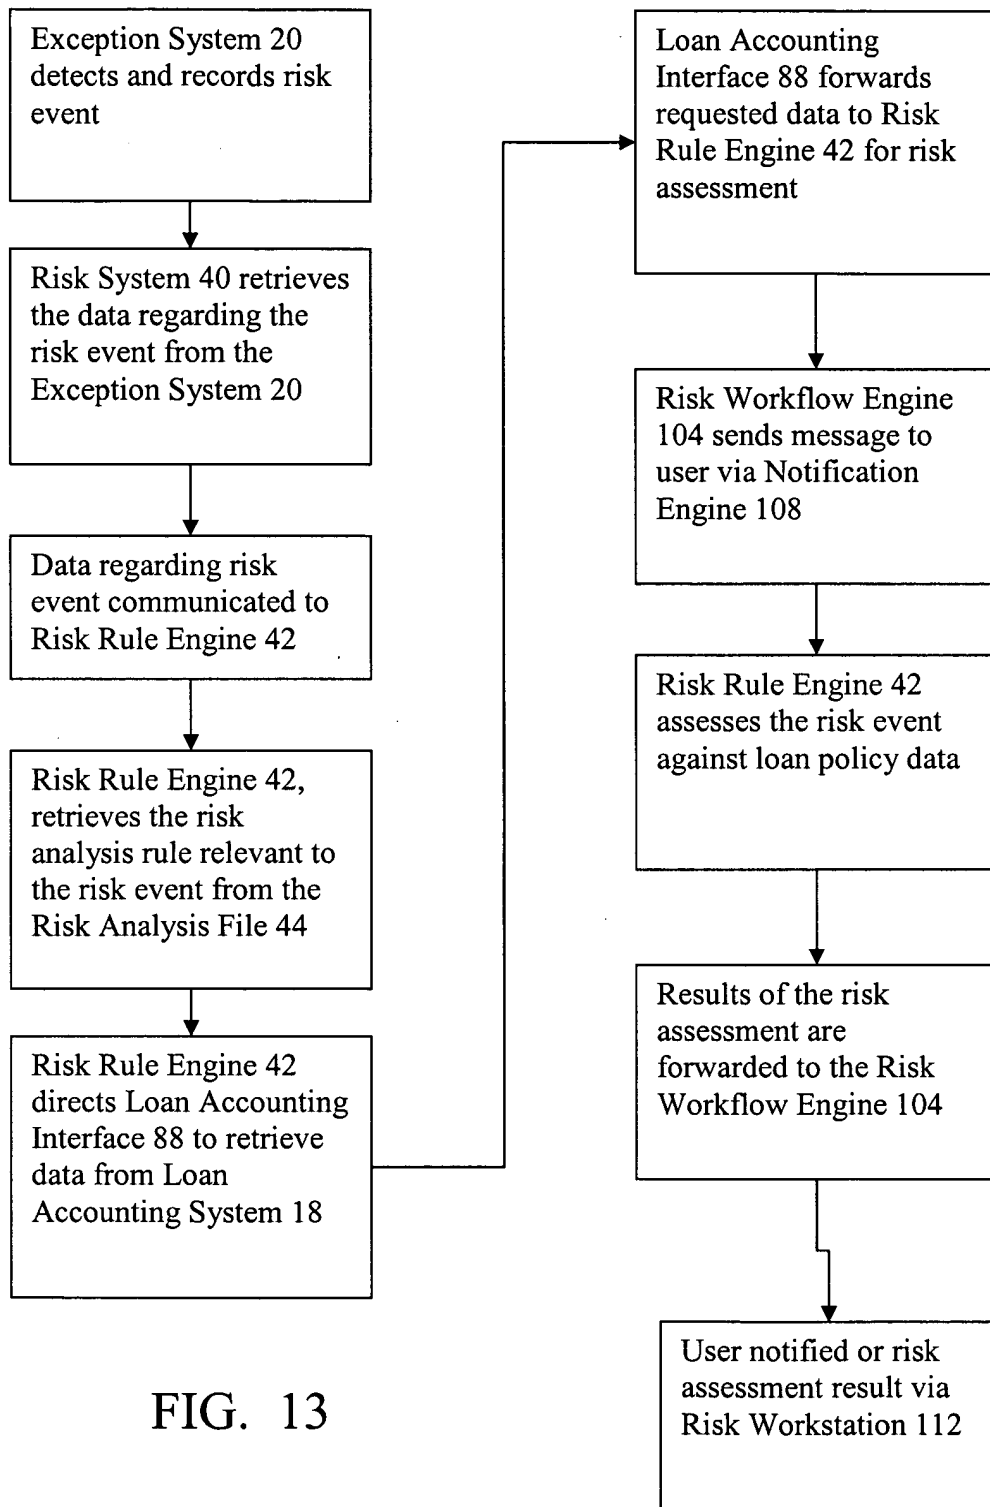 Exception System 20
detects and records risk
event
Risk System 40 retrieves
the data regarding the
risk event from the
Exception System 20
Data regarding risk
event communicated to
Risk Rule Engine 42
Risk Rule Engine 42,
retrieves the risk
analysis rule relevant to
the risk event from the
Risk Analysis File 44
Risk Rule Engine 42
directs Loan Accounting
Interface 88 to retrieve
data from Loan
Accounting System 18
Loan Accounting
Interface 88 forwards
requested data to Risk
Rule Engine 42 for risk
assessment
Risk Workflow Engine
104 sends message to
user via Notification
Engine 108
Risk Rule Engine 42
assesses the risk event
against loan policy data
Results of the risk
assessment are
forwarded to the Risk
Workflow Engine 104
User notified or risk
assessment result via
Risk Workstation 112
FIG. 13